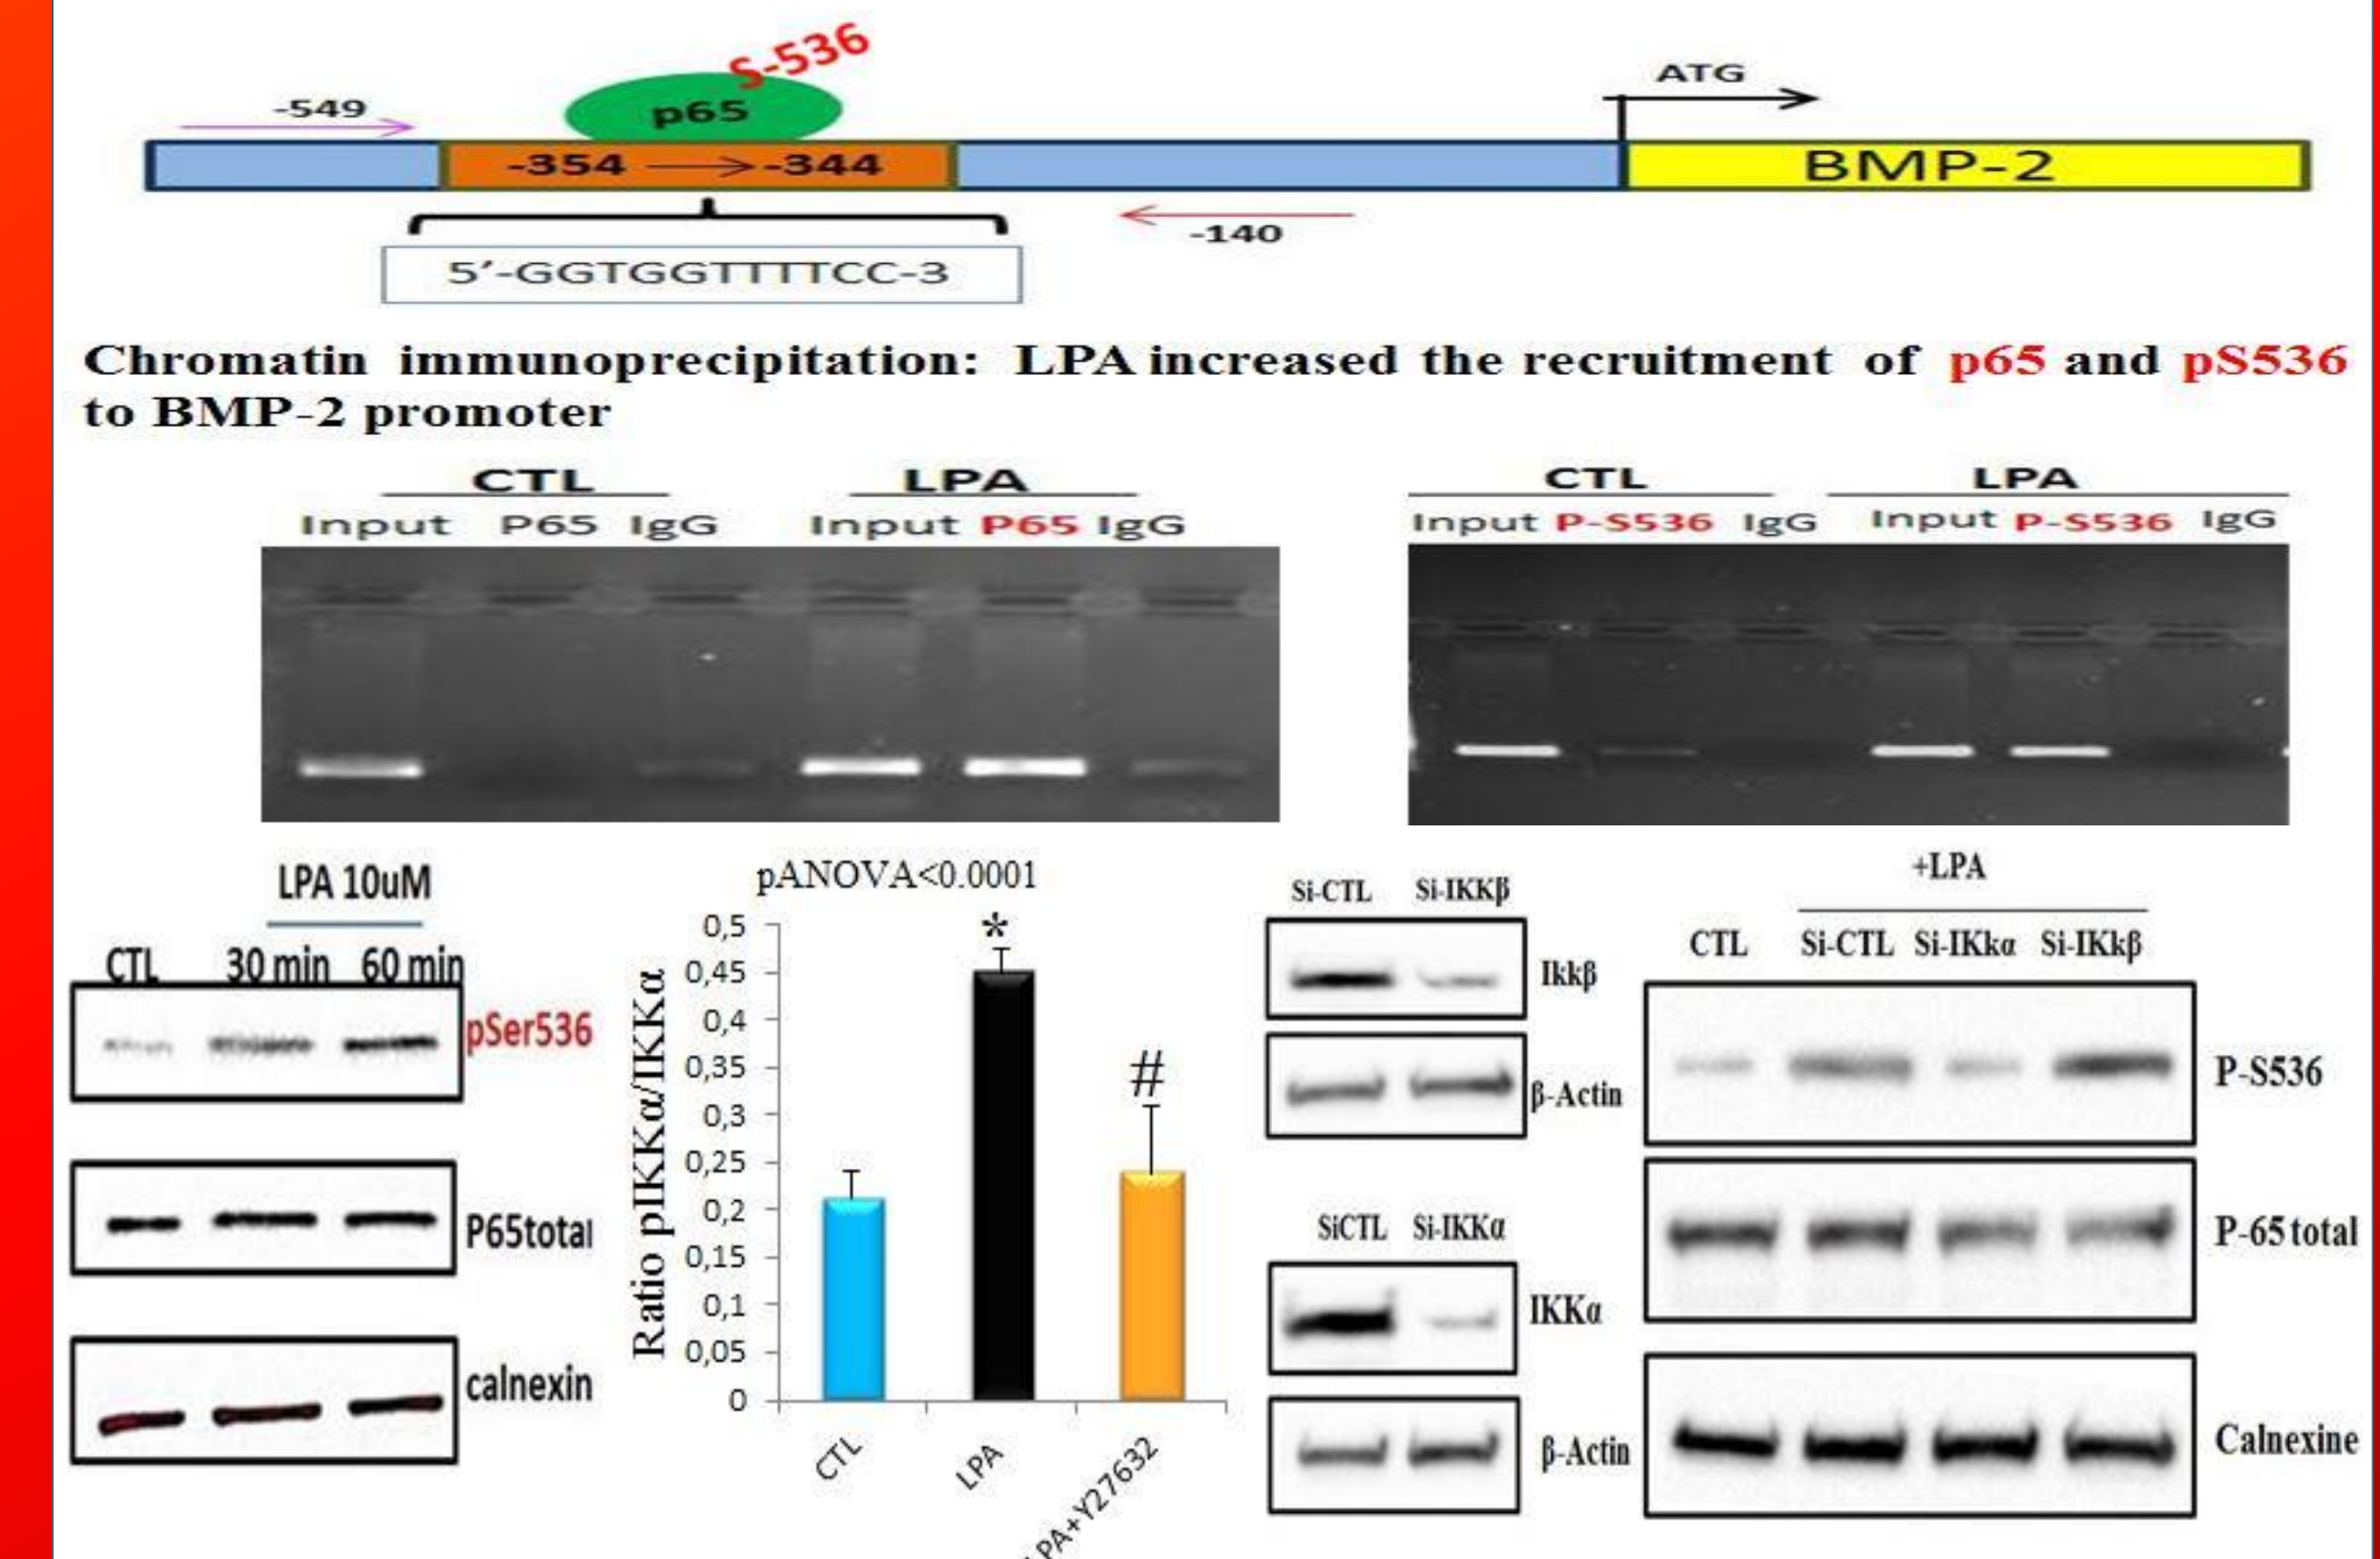 S-536
p65
-549
ATG
-354 → -344
BMP-2
-140
5′-GGTGGTTTTCC-3
Chromatin immunoprecipitation: LPA increased the recruitment of p65 and pS536
to BMP-2 promoter
CTL LPA
Input P65 IgG Input P65 IgG
CTL LPA
Input P-S536 IgG Input P-S536 IgG
LPA 10uM
CTL 30 min 60 min
pSer536
P65total
calnexin
pANOVA<0.0001
Ratio pIKKα/IKKα
0,5
0,45
0,4
0,35
0,3
0,25
0,2
0,15
0,1
0,05
0
*
#
CTL
LPA
LPA+Y27632
Si-CTL Si-IKKβ
Ikkβ
β-Actin
SiCTL Si-IKKα
IKKα
β-Actin
+LPA
CTL Si-CTL Si-IKkα Si-IKkβ
P-S536
P-65 total
Calnexine